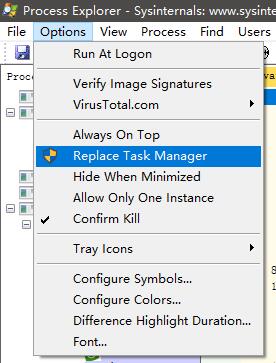 Process Explorer - Sysinternals: www.sysinte
File Options View Process Find Users
Proc
Run At Logon
Verify Image Signatures
VirusTotal.com
Always On Top
Replace Task Manager
Hide When Minimized
Allow Only One Instance
Confirm Kill
Tray Icons
Configure Symbols...
Configure Colors...
Difference Highlight Duration...
Font...